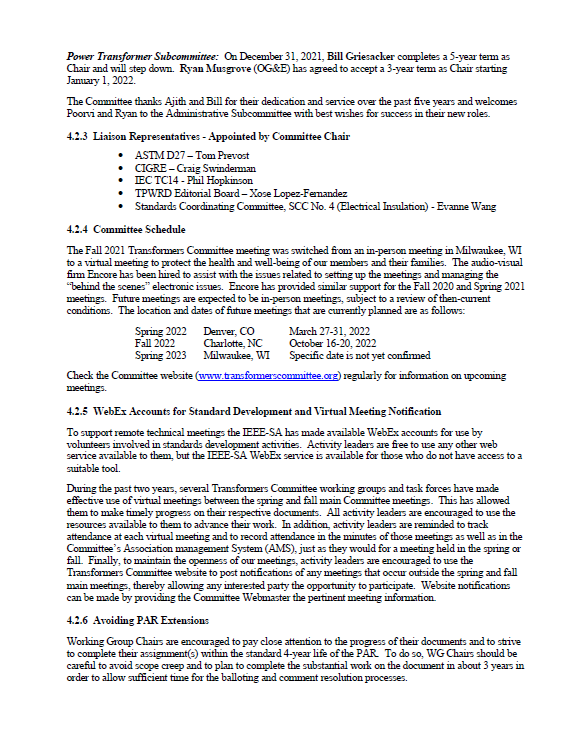 Power Transformer Subcommittee: On December 31, 2021, Bill Griesacker completes a 5-year term as
Chair and will step down. Ryan Musgrove (OG&E) has agreed to accept a 3-year term as Chair starting
January 1, 2022.
The Committee thanks Ajith and Bill for their dedication and service over the past five years and welcomes
Poorvi and Ryan to the Administrative Subcommittee with best wishes for success in their new roles.
4.2.3 Liaison Representatives - Appointed by Committee Chair
• ASTM D27 – Tom Prevost
• CIGRE – Craig Swinderman
• IEC TC14 - Phil Hopkinson
• TPWRD Editorial Board – Xose Lopez-Fernandez
• Standards Coordinating Committee, SCC No. 4 (Electrical Insulation) - Evanne Wang
4.2.4 Committee Schedule
The Fall 2021 Transformers Committee meeting was switched from an in-person meeting in Milwaukee, WI
to a virtual meeting to protect the health and well-being of our members and their families. The audio-visual
firm Encore has been hired to assist with the issues related to setting up the meetings and managing the
“behind the scenes” electronic issues. Encore has provided similar support for the Fall 2020 and Spring 2021
meetings. Future meetings are expected to be in-person meetings, subject to a review of then-current
conditions. The location and dates of future meetings that are currently planned are as follows:
Spring 2022 Denver, CO March 27-31, 2022
Fall 2022 Charlotte, NC October 16-20, 2022
Spring 2023 Milwaukee, WI Specific date is not yet confirmed
Check the Committee website (www.transformerscommittee.org) regularly for information on upcoming
meetings.
4.2.5 WebEx Accounts for Standard Development and Virtual Meeting Notification
To support remote technical meetings the IEEE-SA has made available WebEx accounts for use by
volunteers involved in standards development activities. Activity leaders are free to use any other web
service available to them, but the IEEE-SA WebEx service is available for those who do not have access to a
suitable tool.
During the past two years, several Transformers Committee working groups and task forces have made
effective use of virtual meetings between the spring and fall main Committee meetings. This has allowed
them to make timely progress on their respective documents. All activity leaders are encouraged to use the
resources available to them to advance their work. In addition, activity leaders are reminded to track
attendance at each virtual meeting and to record attendance in the minutes of those meetings as well as in the
Committee’s Association management System (AMS), just as they would for a meeting held in the spring or
fall. Finally, to maintain the openness of our meetings, activity leaders are encouraged to use the
Transformers Committee website to post notifications of any meetings that occur outside the spring and fall
main meetings, thereby allowing any interested party the opportunity to participate. Website notifications
can be made by providing the Committee Webmaster the pertinent meeting information.
4.2.6 Avoiding PAR Extensions
Working Group Chairs are encouraged to pay close attention to the progress of their documents and to strive
to complete their assignment(s) within the standard 4-year life of the PAR. To do so, WG Chairs should be
careful to avoid scope creep and to plan to complete the substantial work on the document in about 3 years in
order to allow sufficient time for the balloting and comment resolution processes.